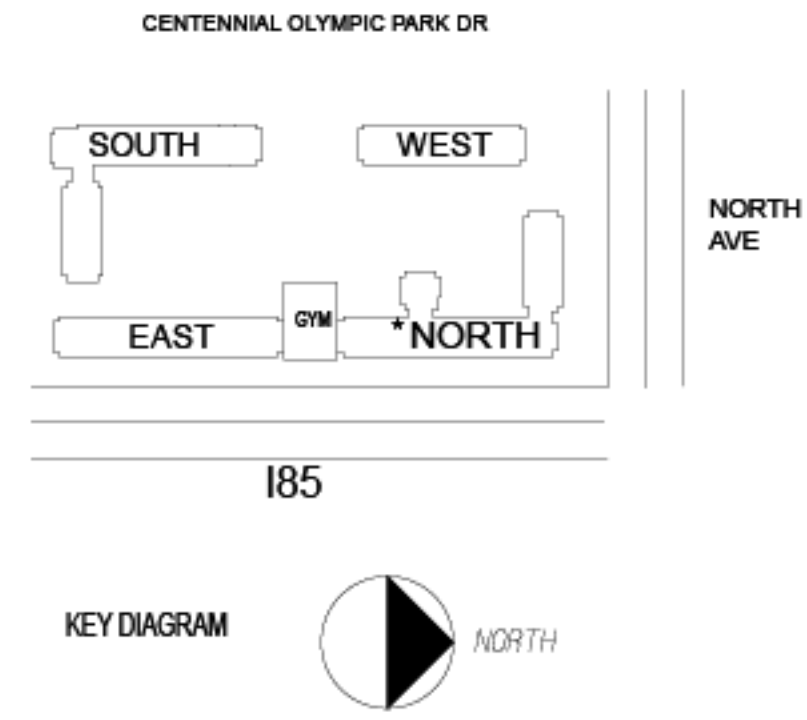 CENTENNIAL OLYMPIC PARK DR
SOUTH
WEST
NORTH
AVE
EAST
GYM
*NORTH
I85
KEY DIAGRAM
NORTH